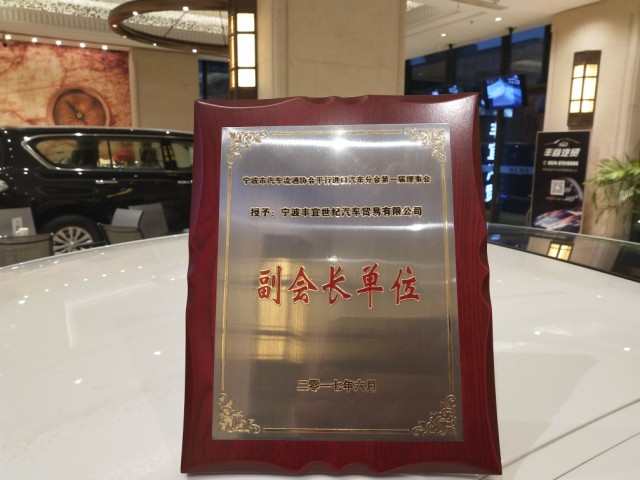 宁波市汽车流通协会平行进口汽车分会第一届理事会
授予：宁波丰宜世纪汽车贸易有限公司
副会长单位
二零一七年六月